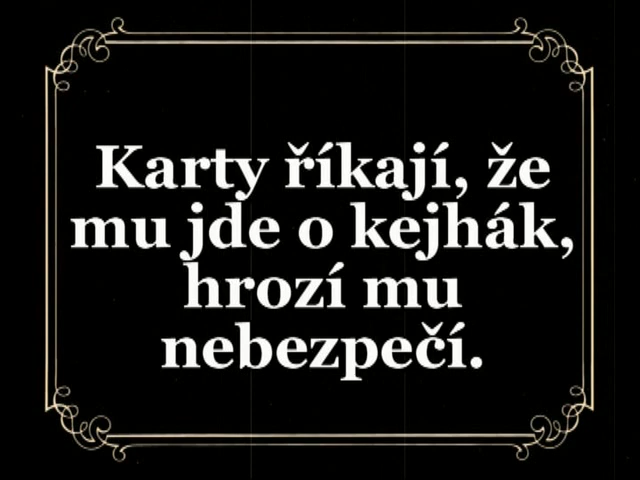 Karty říkají, že
mu jde o kejhák,
hrozí mu
nebezpečí.